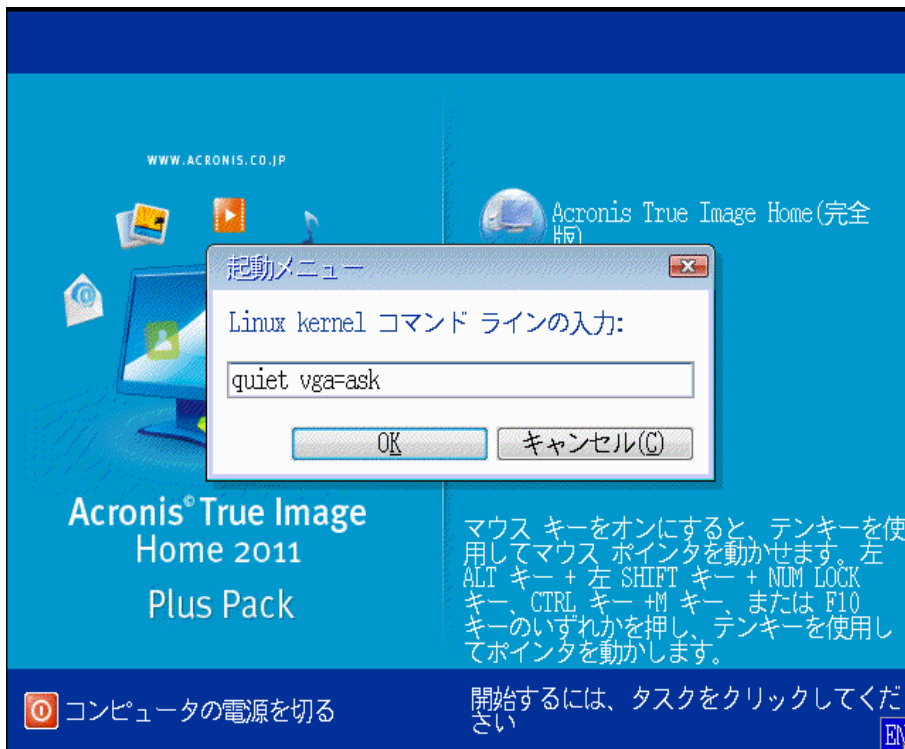 WWW.ACRONIS.CO.JP
Acronis True Image Home(完全
版)
起動メニュー
Linux kernel コマンド ラインの入力:
quiet vga=ask
OK
キャンセル(C)
Acronis® True Image
Home 2011
Plus Pack
マウス キーをオンにすると、テンキーを使
用してマウス ポインタを動かせます。左
ALT キー + 左 SHIFT キー + NUM LOCK
キー、CTRL キー +M キー、または F10
キーのいずれかを押し、テンキーを使用し
てポインタを動かします。
コンピュータの電源を切る
開始するには、タスクをクリックしてくだ
さい
EN